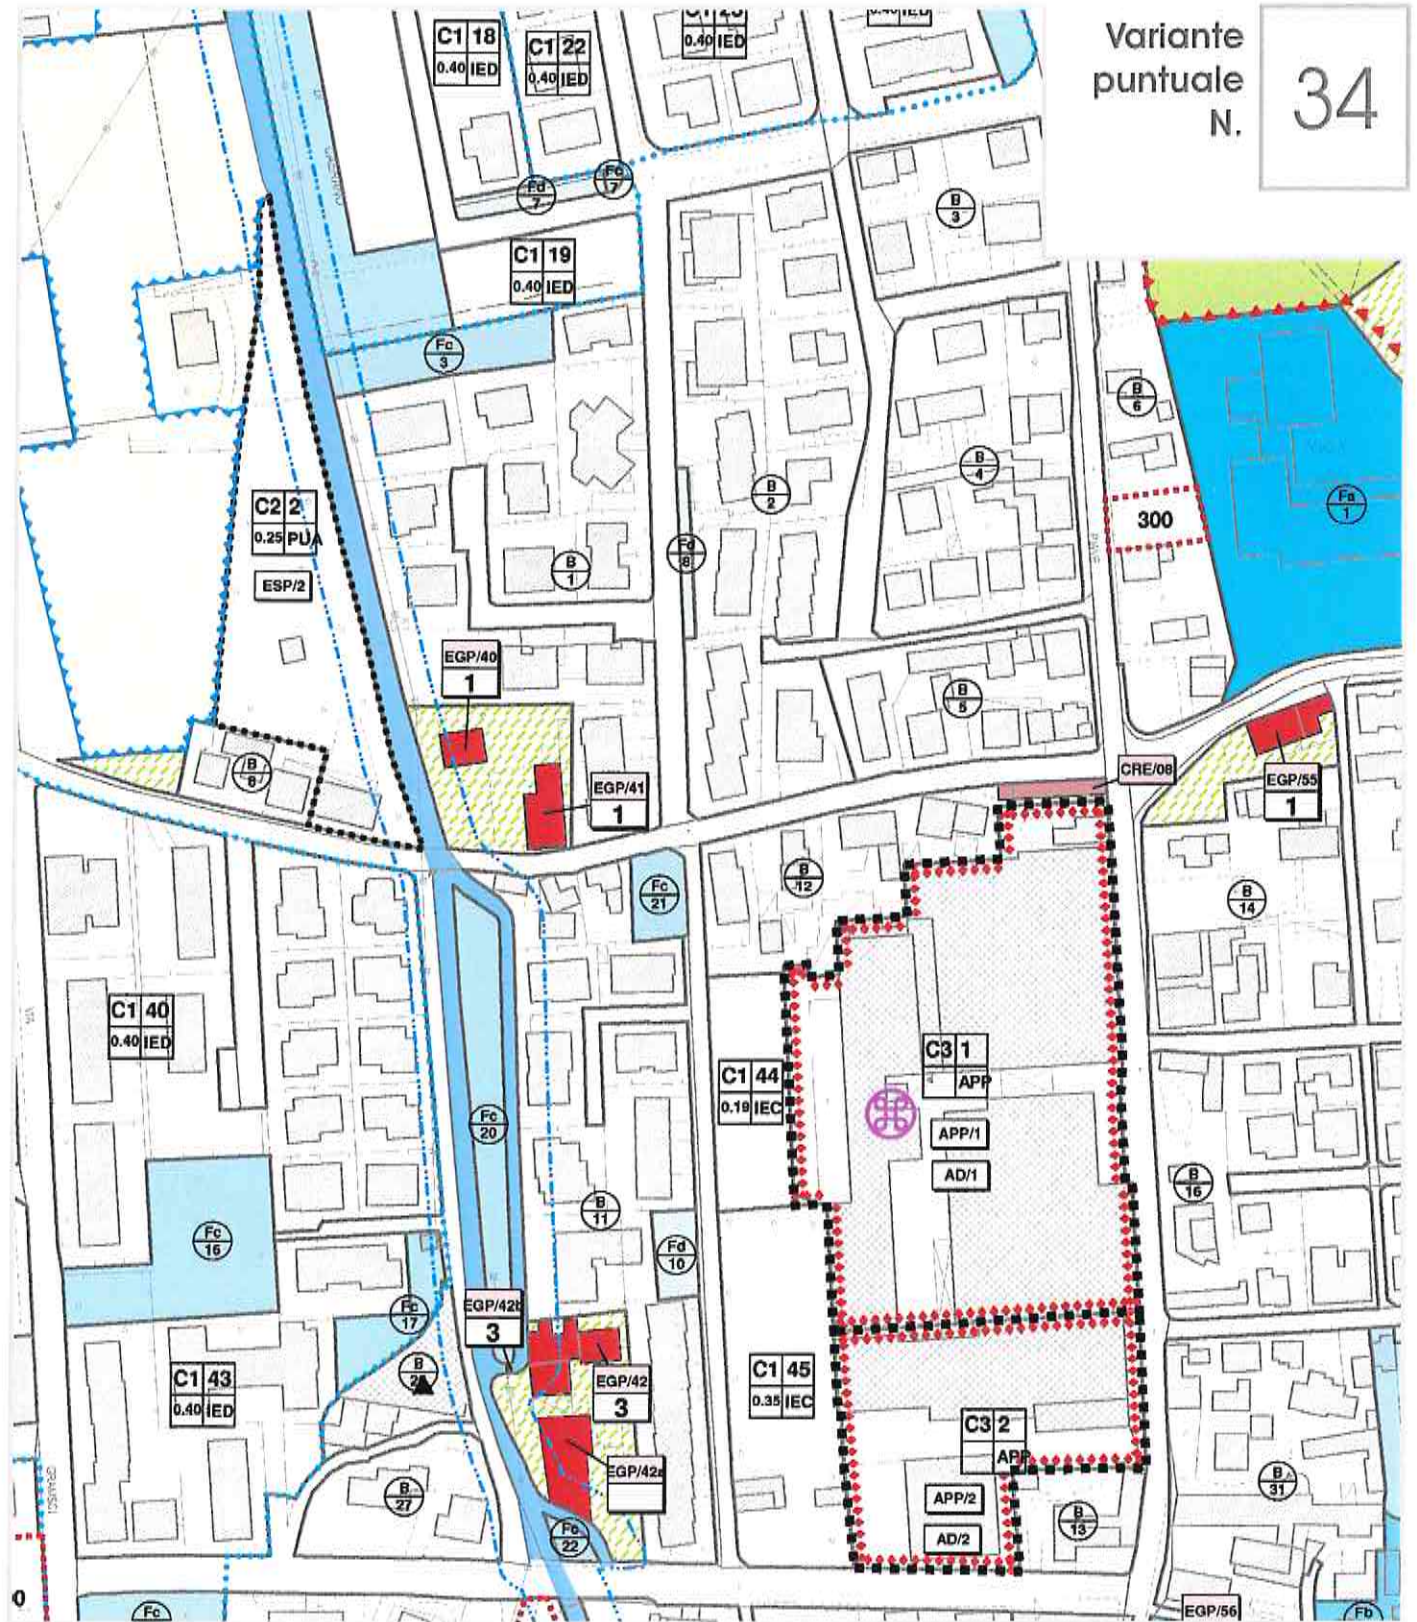 Variante
puntuale
N.
34
C1 18
0.40 IED
C1 22
0.40 IED
0.40 IED
Fd
7
Fc
7
B
3
C1 19
0.40 IED
Fc
3
B
6
B
4
B
2
Fa
1
300
C2 2
0.25 PUA
ESP/2
Fd
8
B
1
EGP/40
1
B
5
B
8
CRE/08
EGP/41
1
EGP/55
1
B
12
Fc
21
B
14
C1 40
0.40 IED
C3 1
APP
C1 44
0.19 IEC
APP/1
AD/1
Fc
20
B
16
B
11
Fc
16
Fd
10
EGP/42b
3
Fc
17
C1 43
0.40 IED
B
EGP/42
3
C1 45
0.35 IEC
C3 2
APP
EGP/42a
B
27
APP/2
AD/2
B
13
B
31
Fc
22
GRAMSCI
0
Fc
EGP/56
Fb